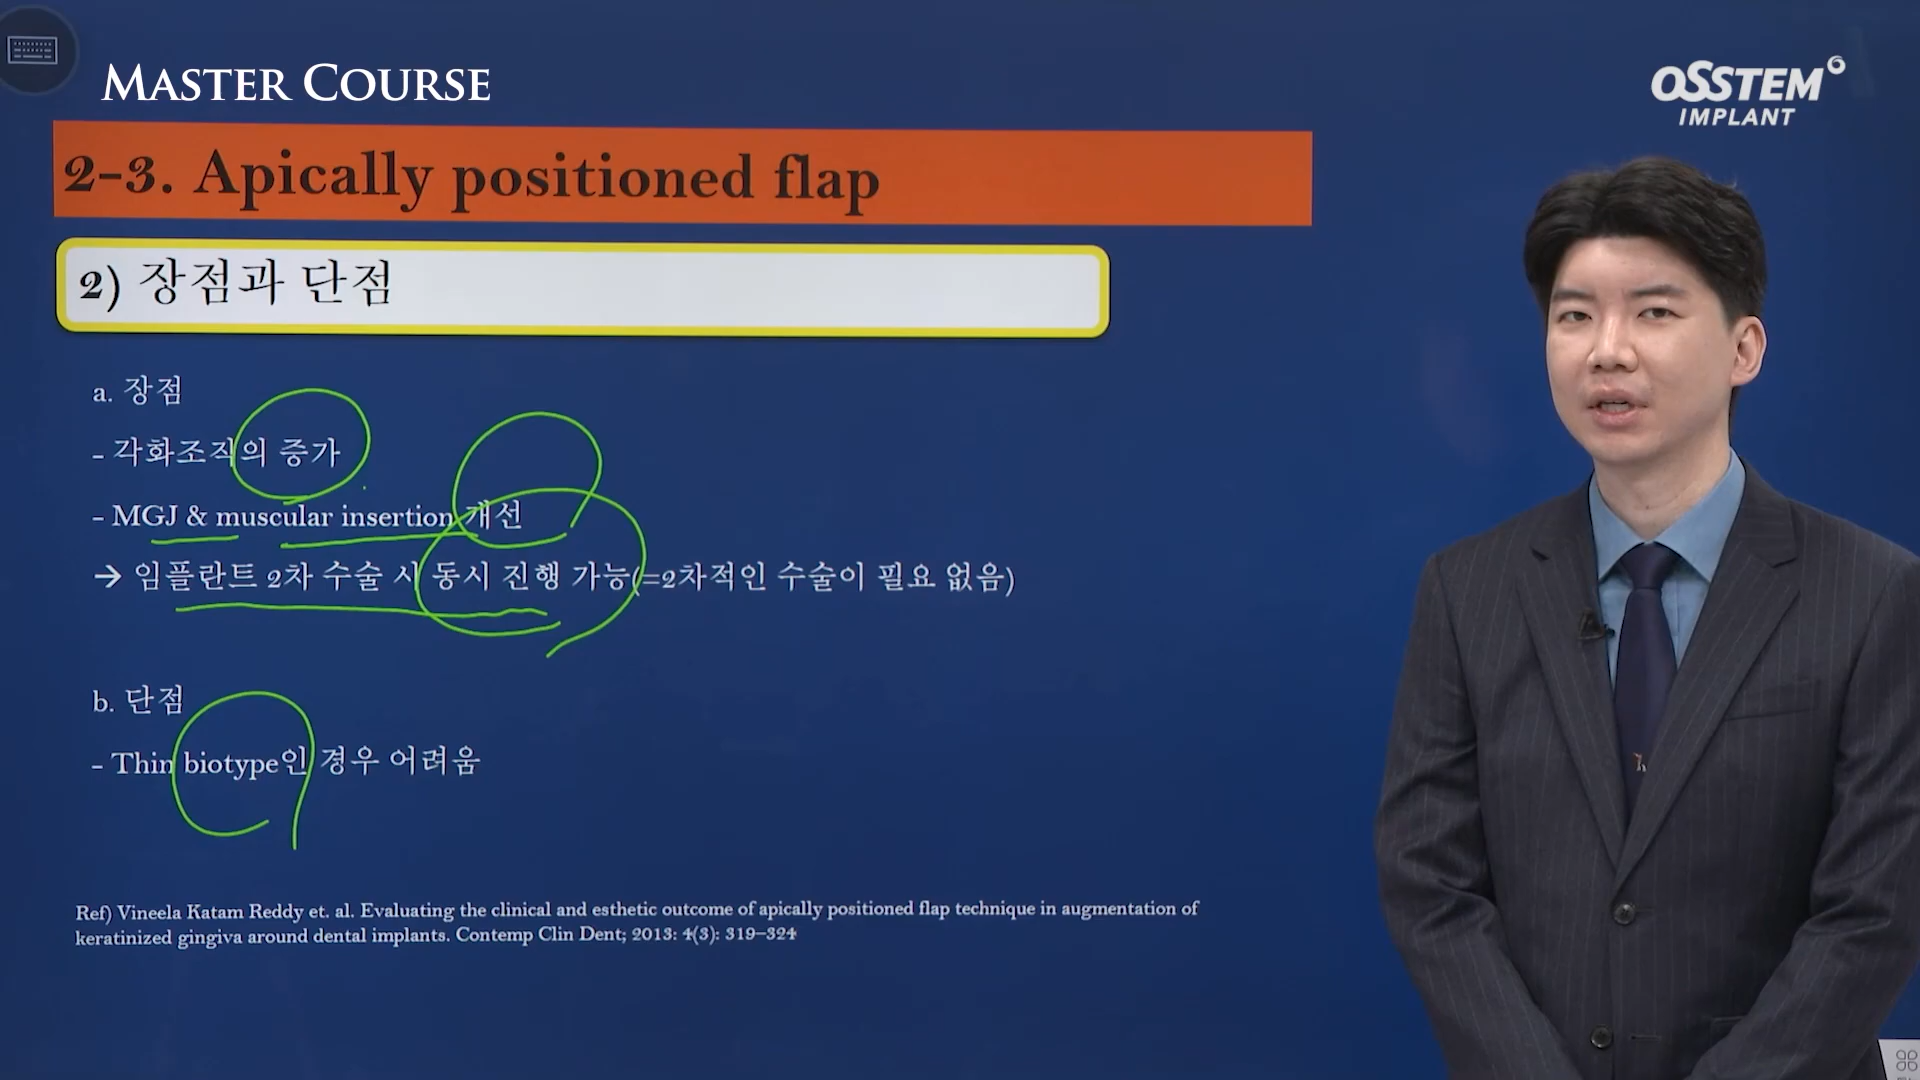 MASTER COURSE
OSSTEM
IMPLANT
2-3. Apically positioned flap
2) 장점과 단점
a. 장점
- 각화조직의 증가
- MGJ & muscular insertion 개선
→ 임플란트 2차 수술 시 동시 진행 가능(=2차적인 수술이 필요 없음)
b. 단점
- Thin biotype인 경우 어려움
Ref) Vineela Katam Reddy et. al. Evaluating the clinical and esthetic outcome of apically positioned flap technique in augmentation of
keratinized gingiva around dental implants. Contemp Clin Dent; 2013: 4(3): 319–324